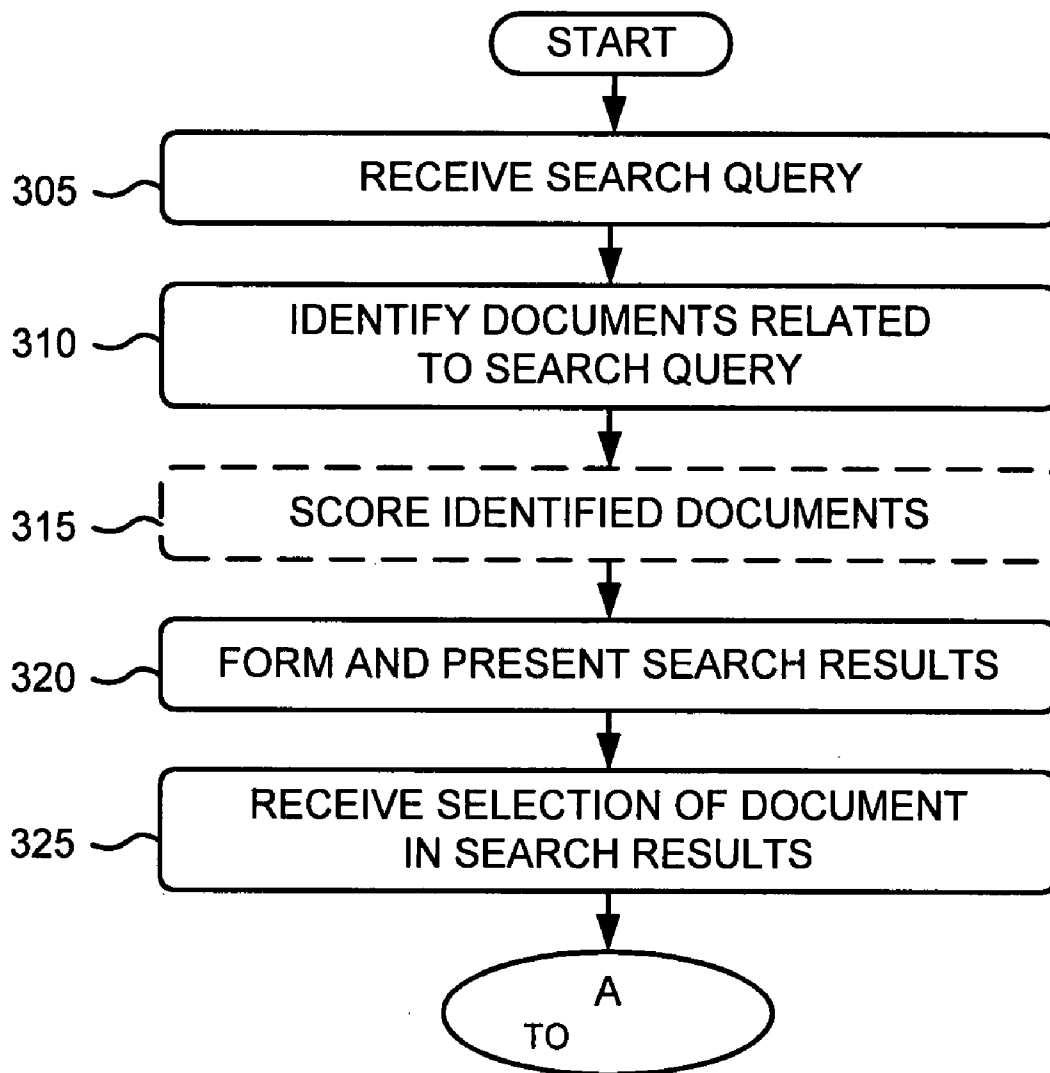 START
305
RECEIVE SEARCH QUERY
310
IDENTIFY DOCUMENTS RELATED
TO SEARCH QUERY
315
SCORE IDENTIFIED DOCUMENTS
320
FORM AND PRESENT SEARCH RESULTS
325
RECEIVE SELECTION OF DOCUMENT
IN SEARCH RESULTS
A
TO